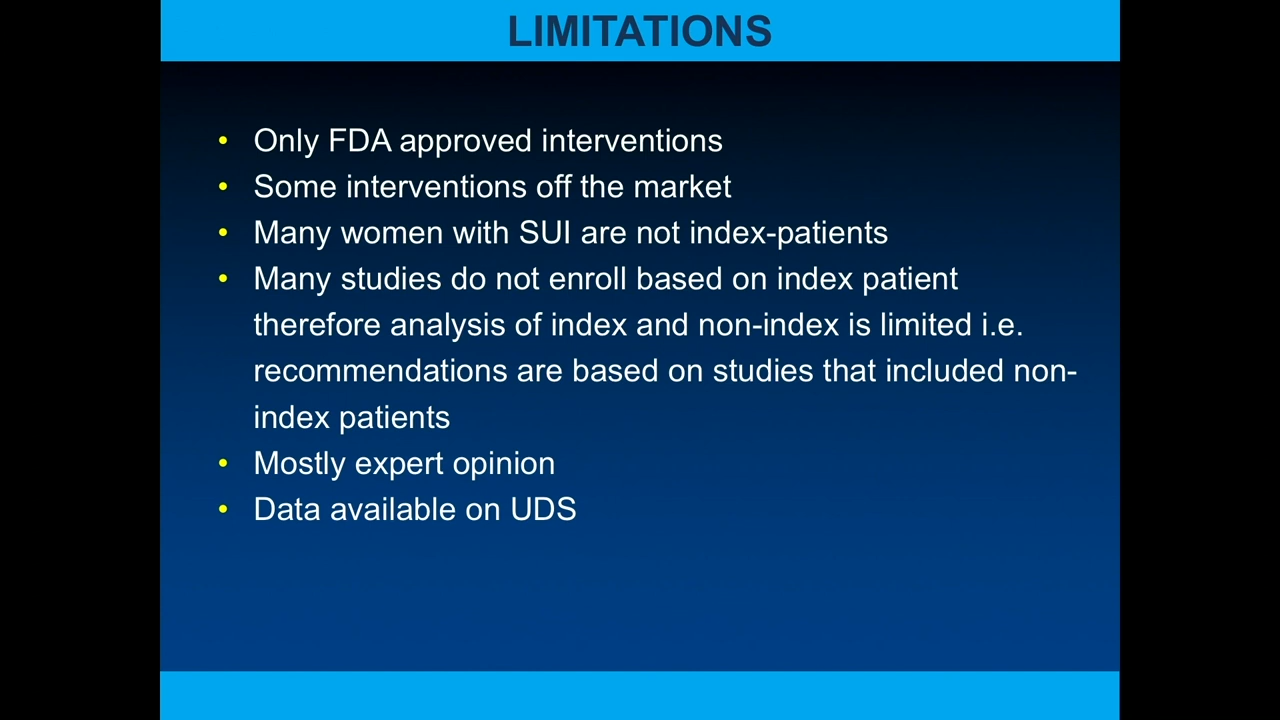 LIMITATIONS
• Only FDA approved interventions
• Some interventions off the market
• Many women with SUI are not index-patients
• Many studies do not enroll based on index patient
therefore analysis of index and non-index is limited i.e.
recommendations are based on studies that included non-
index patients
• Mostly expert opinion
• Data available on UDS